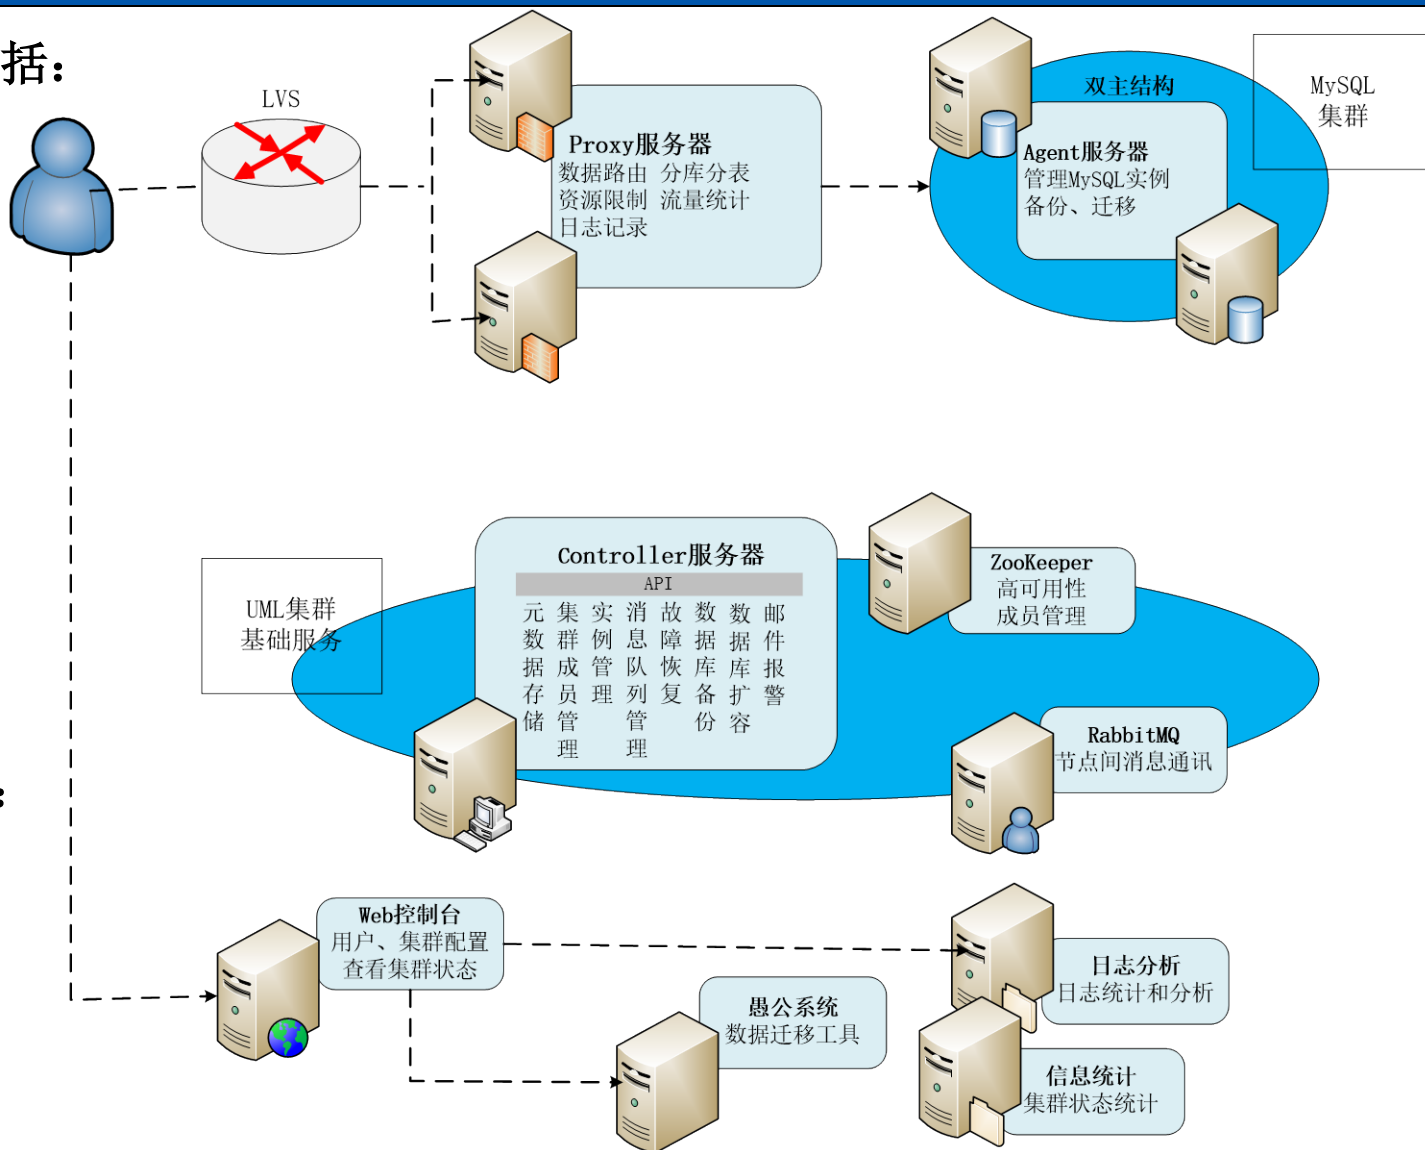 括：
LVS
Proxy服务器
数据路由 分库分表
资源限制 流量统计
日志记录
双主结构
Agent服务器
管理MySQL实例
备份、迁移
MySQL
集群
UML集群
基础服务
Controller服务器
API
元数据存储
集群成员管理
实例管理
消息队列管理
故障恢复
数据库备份
数据库扩容
邮件报警
ZooKeeper
高可用性
成员管理
RabbitMQ
节点间消息通讯
：
Web控制台
用户、集群配置
查看集群状态
愚公系统
数据迁移工具
日志分析
日志统计和分析
信息统计
集群状态统计